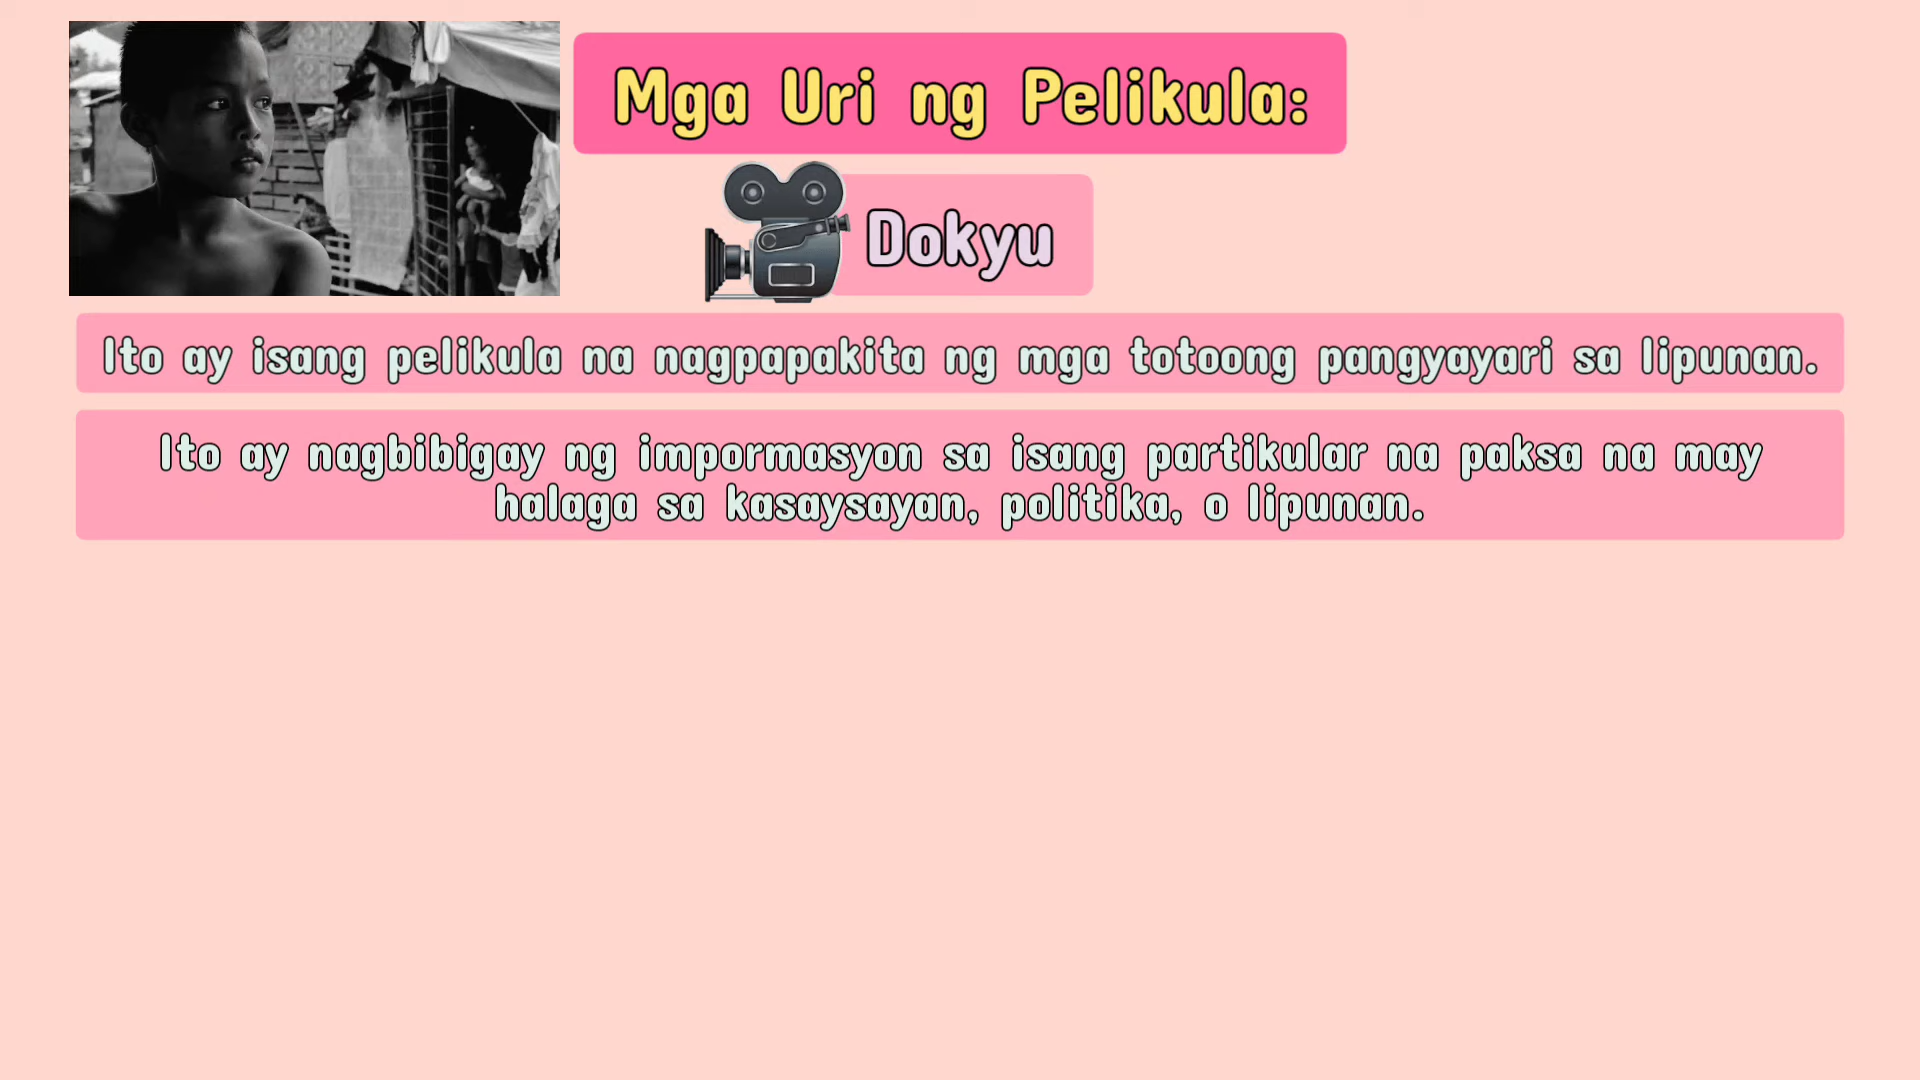 Mga Uri ng Pelikula:
Dokyu
Ito ay isang pelikula na nagpapakita ng mga totoong pangyayari sa lipunan.
Ito ay nagbibigay ng impormasyon sa isang partikular na paksa na may
halaga sa kasaysayan, politika, o lipunan.